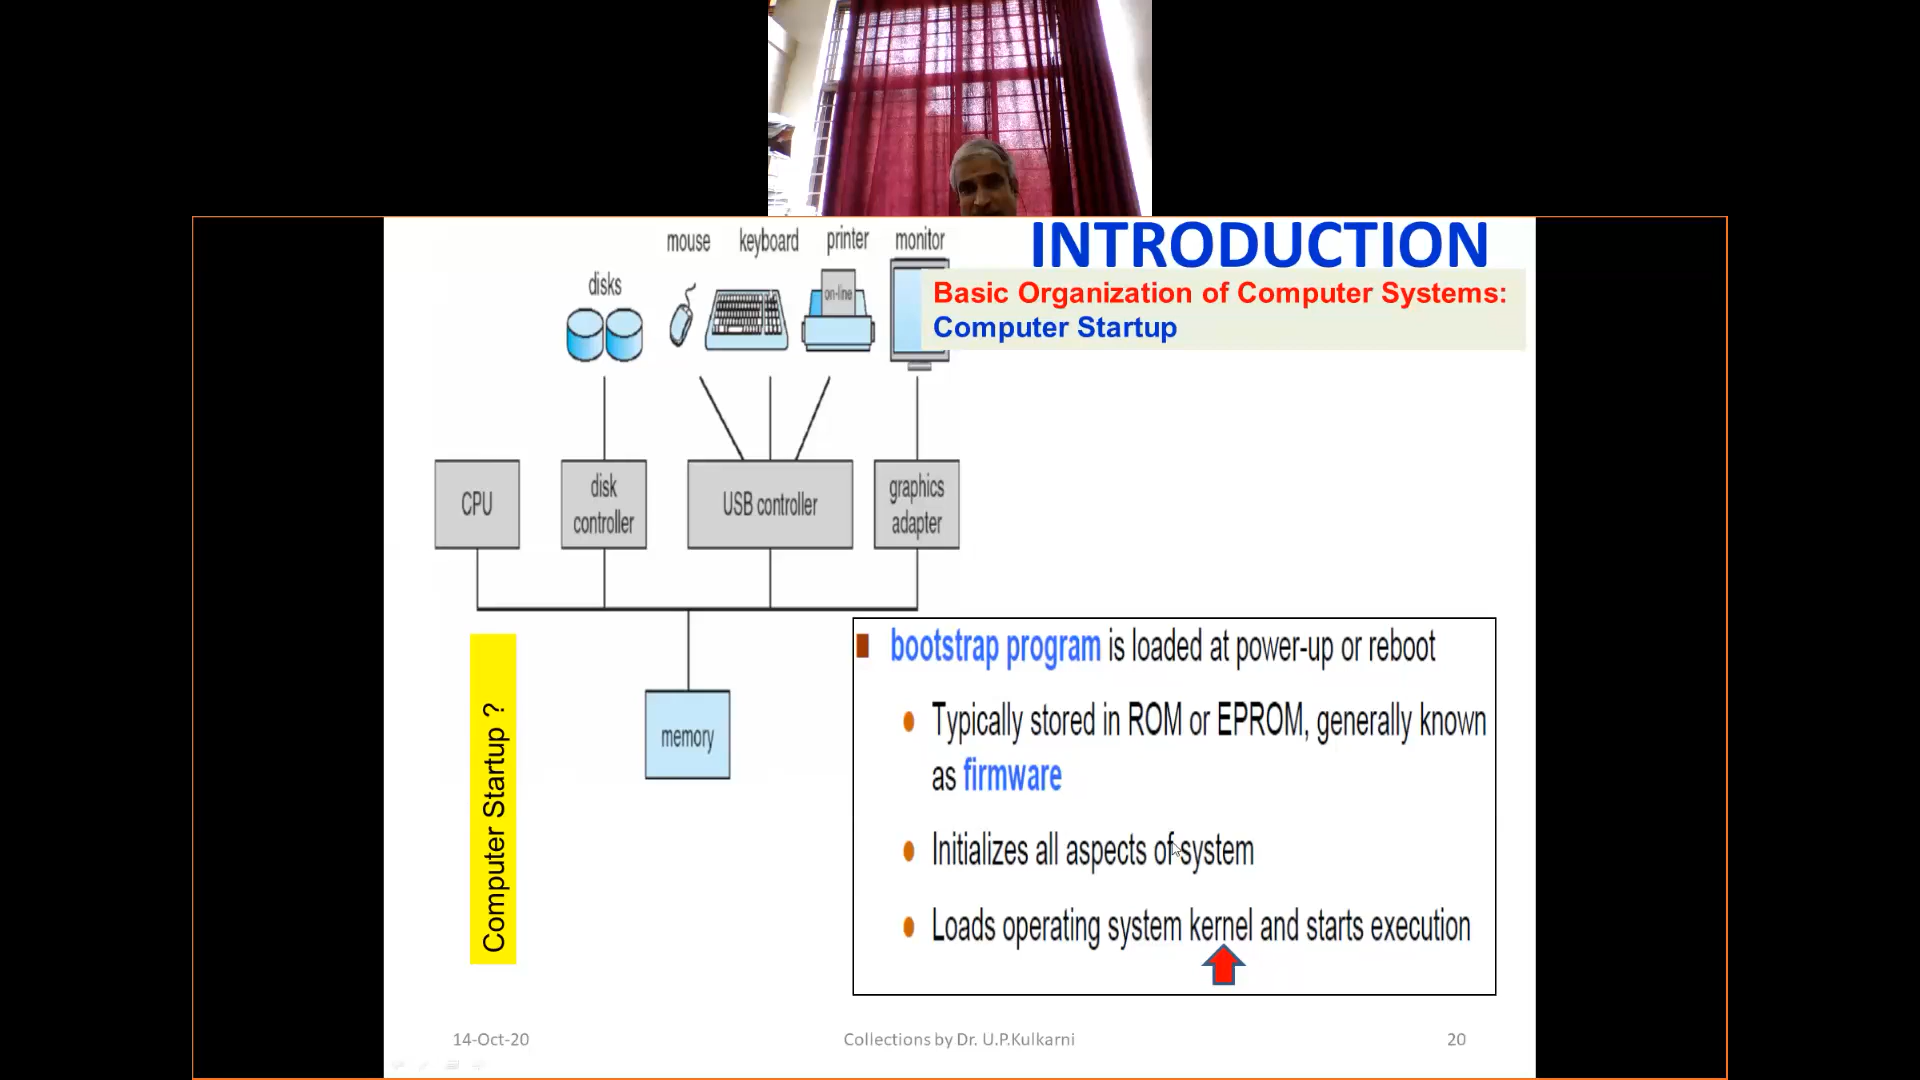 INTRODUCTION
Basic Organization of Computer Systems:
Computer Startup
mouse
keyboard
printer
monitor
disks
on-line
CPU
disk
controller
USB controller
graphics
adapter
memory
Computer Startup ?
bootstrap program is loaded at power-up or reboot
Typically stored in ROM or EPROM, generally known
as firmware
Initializes all aspects of system
Loads operating system kernel and starts execution
14-Oct-20
Collections by Dr. U.P.Kulkarni
20